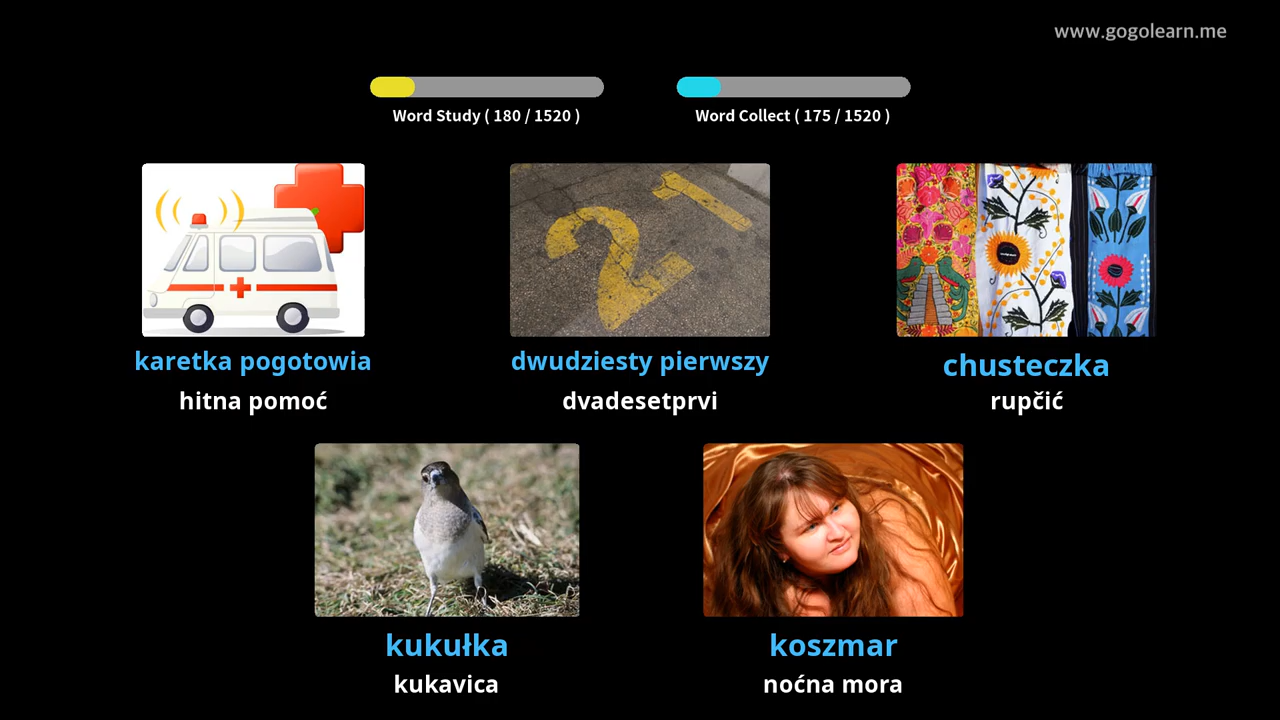 www.gogolearn.me
Word Study ( 180 / 1520 )
Word Collect ( 175 / 1520 )
21
karetka pogotowia
dwudziesty pierwszy
chusteczka
hitna pomoć
dvadesetprvi
rupčić
kukułka
koszmar
kukavica
noćna mora